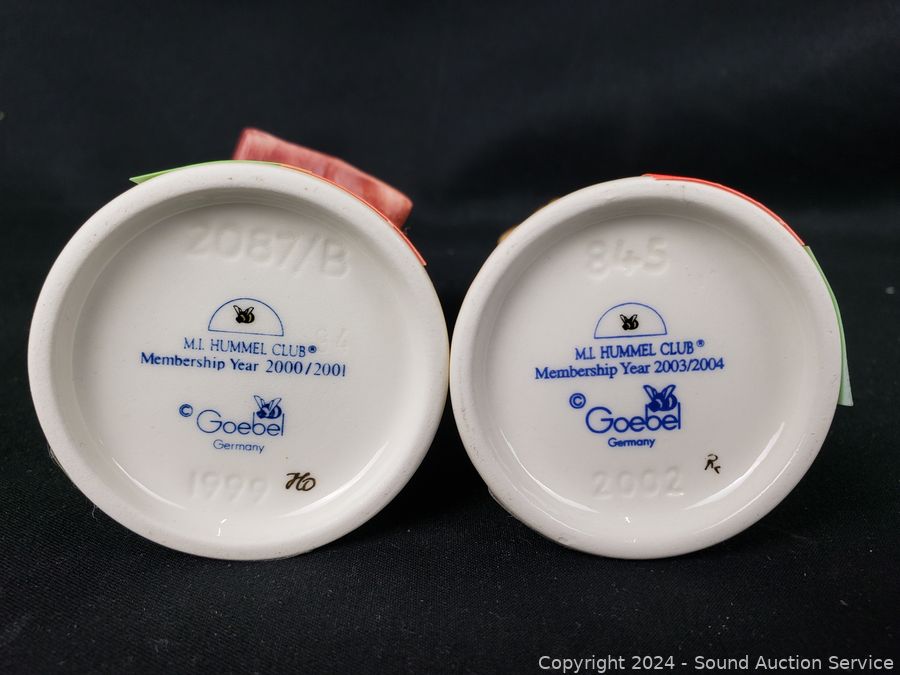 2087/B
M.I. HUMMEL CLUB®
Membership Year 2000/2001
© Goebel
Germany
1999 HO
845
M.I. HUMMEL CLUB®
Membership Year 2003/2004
© Goebel
Germany
2002
Copyright 2024 - Sound Auction Service